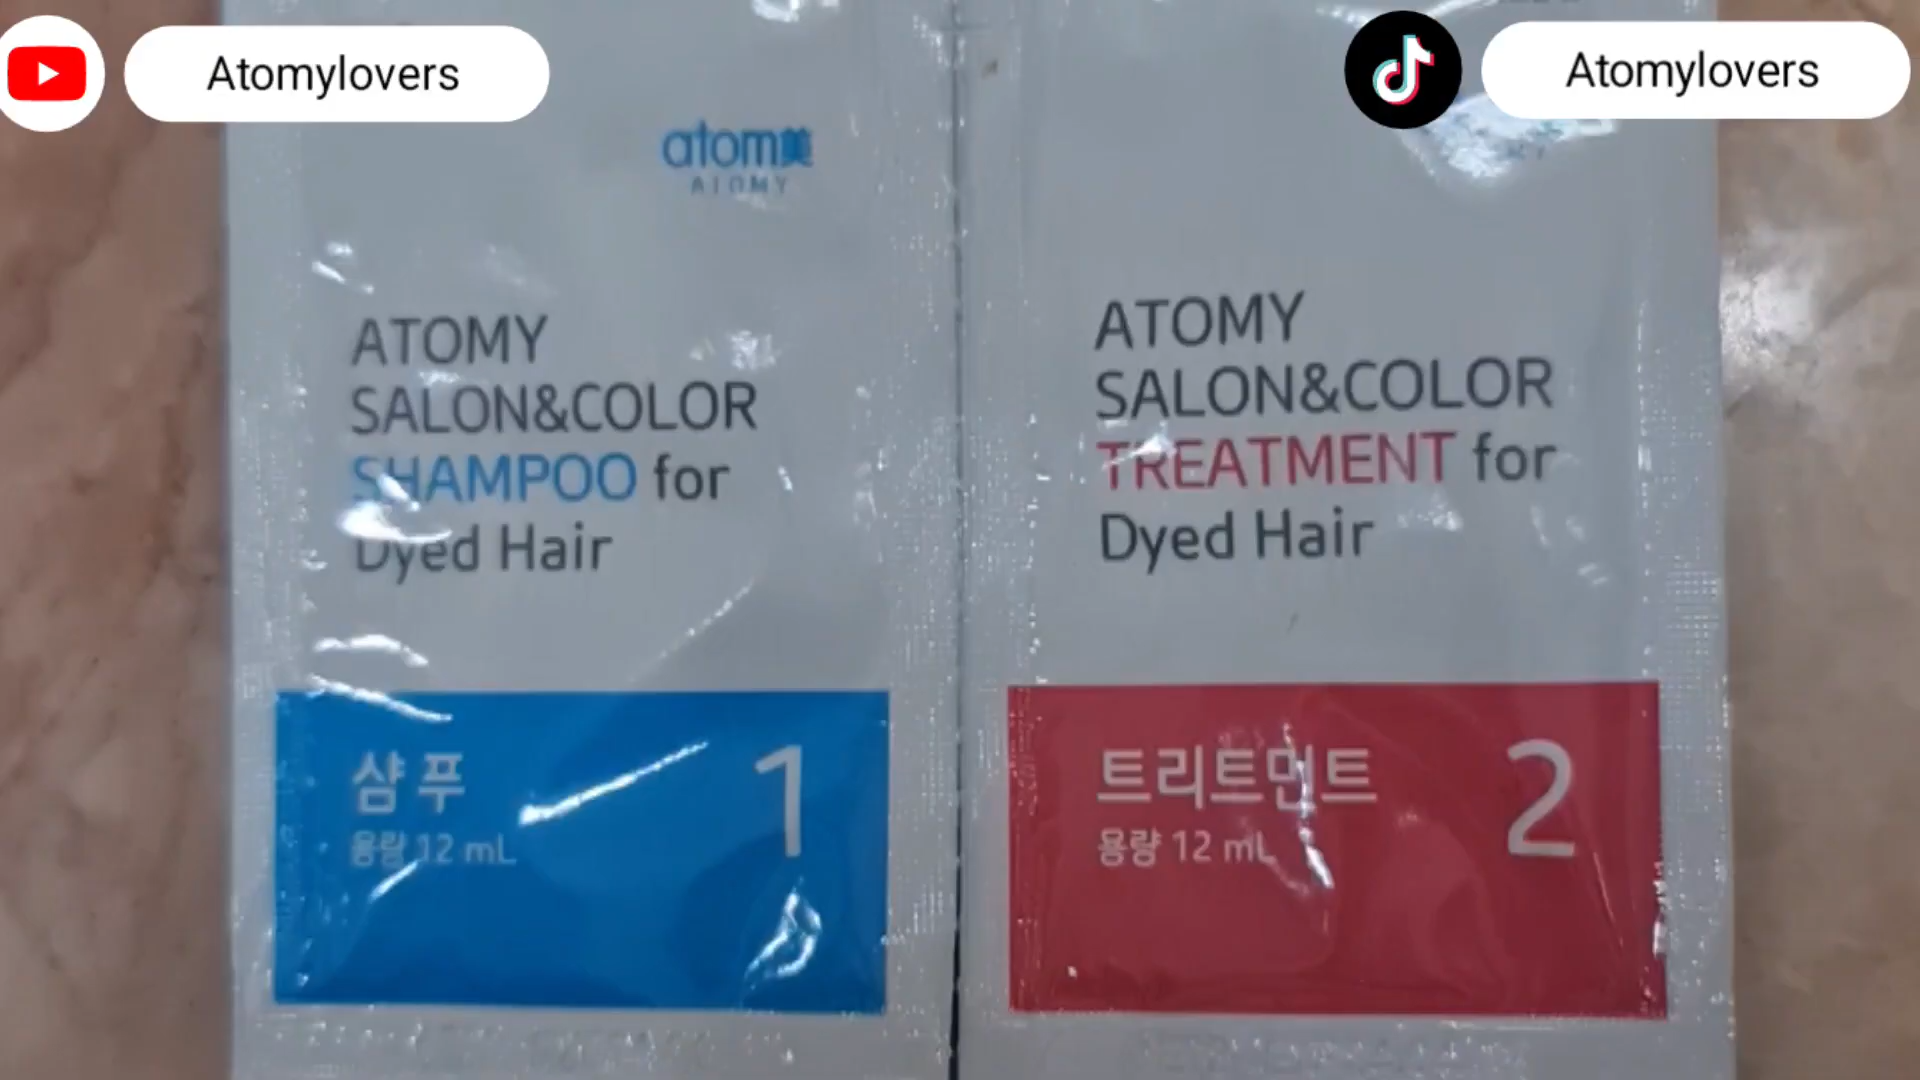 Atomylovers
Atomylovers
atom美
ATOMY
ATOMY
SALON&COLOR
SHAMPOO for
Dyed Hair
샴푸
1
용량 12 mL
ATOMY
SALON&COLOR
TREATMENT for
Dyed Hair
트리트먼트
2
용량 12 mL